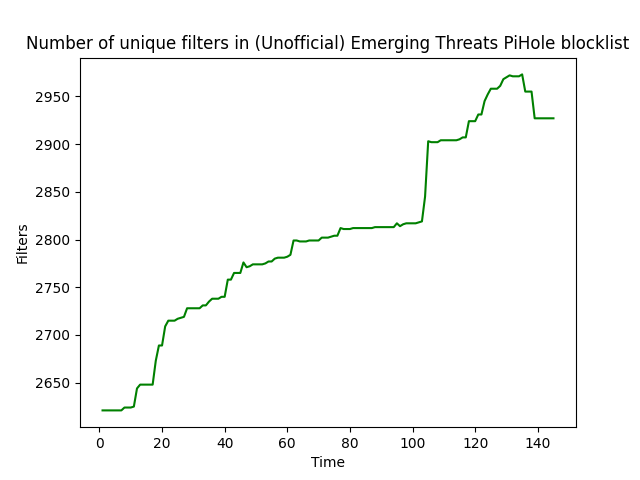 Number of unique filters in (Unofficial) Emerging Threats PiHole blocklist
2950
2900
2850
2800
2750
2700
2650
Filters
0 20 40 60 80 100 120 140
Time